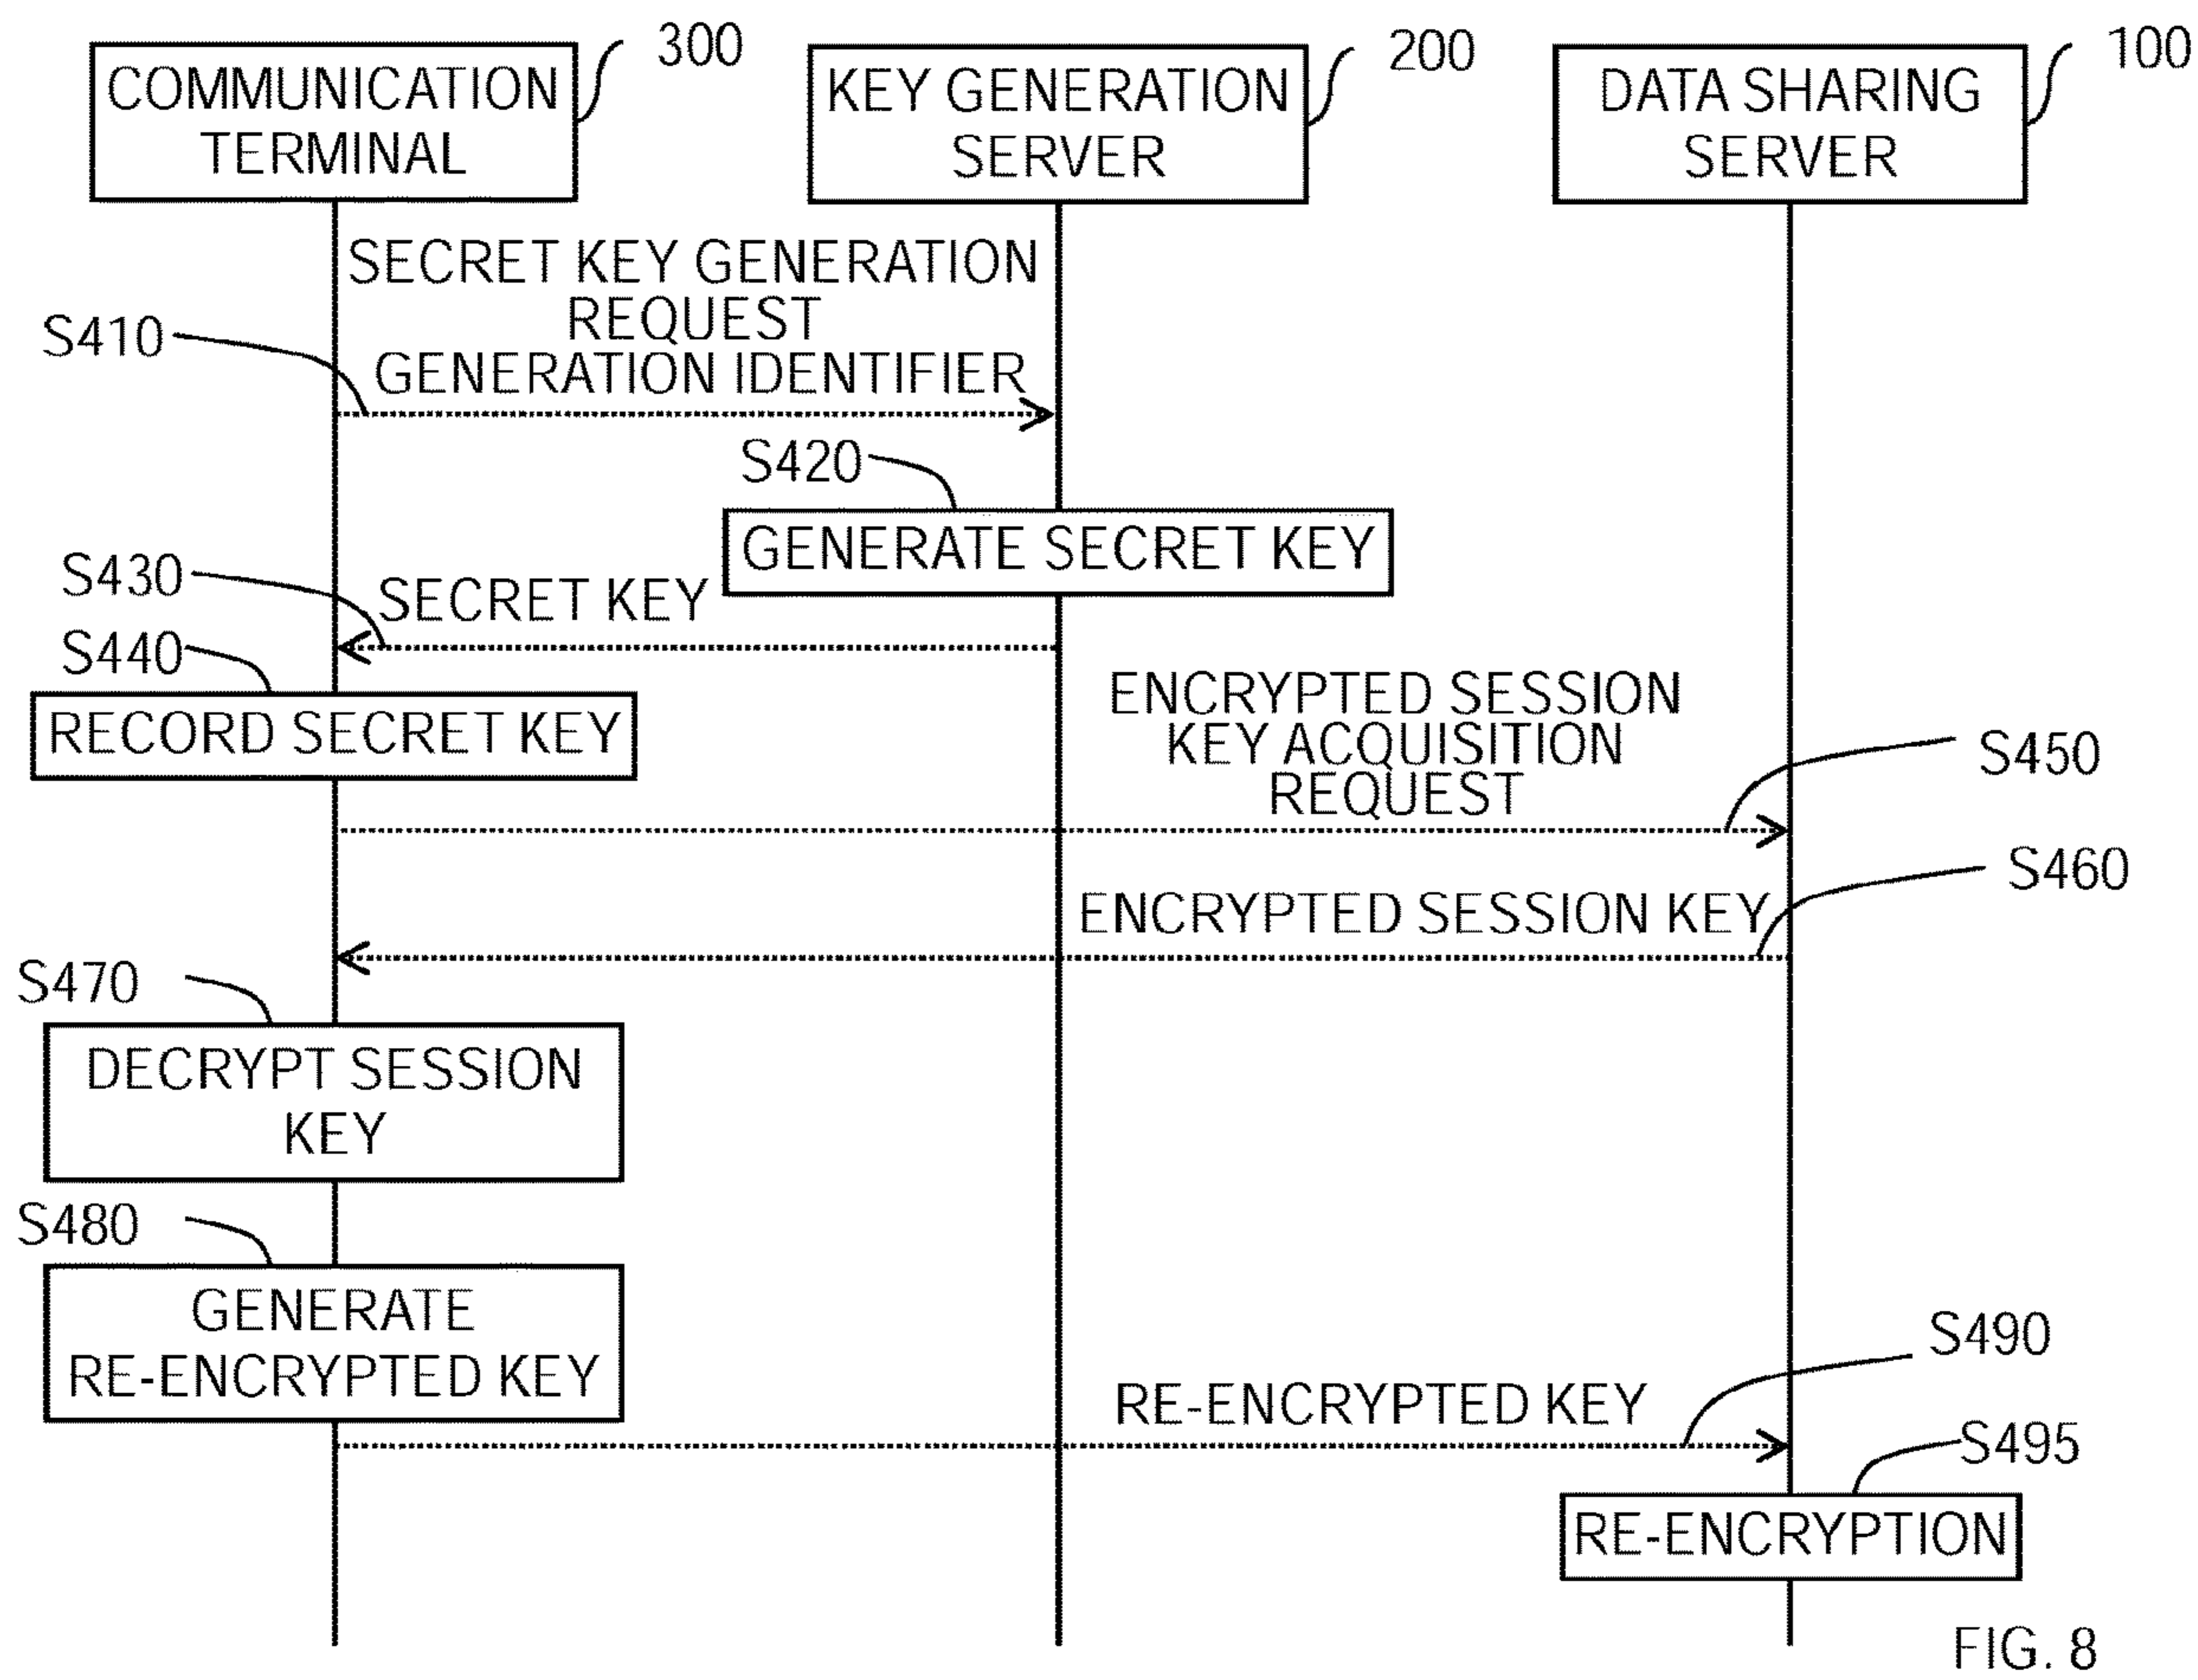 COMMUNICATION
TERMINAL
300
KEY GENERATION
SERVER
200
DATA SHARING
SERVER
100
SECRET KEY GENERATION
REQUEST
GENERATION IDENTIFIER
S410
S420
GENERATE SECRET KEY
S430
SECRET KEY
S440
RECORD SECRET KEY
ENCRYPTED SESSION
KEY ACQUISITION
REQUEST
S450
S460
ENCRYPTED SESSION KEY
S470
DECRYPT SESSION
KEY
S480
GENERATE
RE-ENCRYPTED KEY
S490
RE-ENCRYPTED KEY
S495
RE-ENCRYPTION
FIG. 8